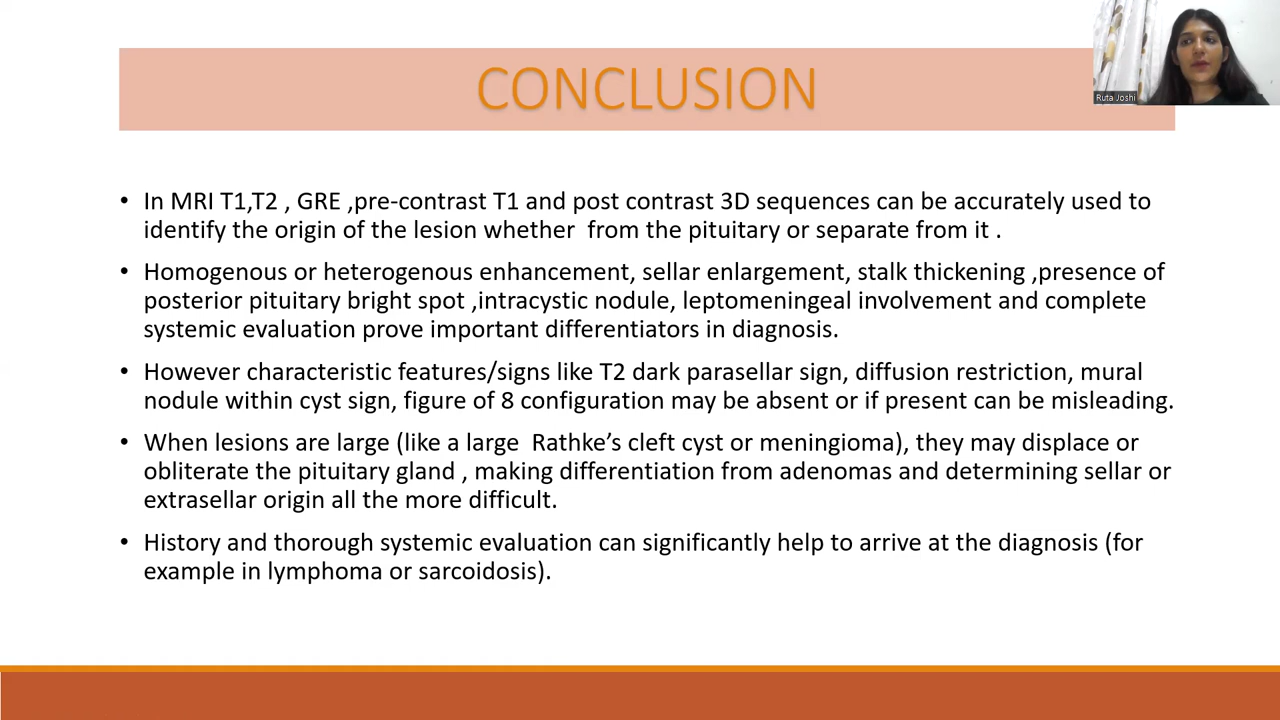 CONCLUSION
Ruta Joshi
• In MRI T1,T2 , GRE ,pre-contrast T1 and post contrast 3D sequences can be accurately used to
identify the origin of the lesion whether  from the pituitary or separate from it .
• Homogenous or heterogenous enhancement, sellar enlargement, stalk thickening ,presence of
posterior pituitary bright spot ,intracystic nodule, leptomeningeal involvement and complete
systemic evaluation prove important differentiators in diagnosis.
• However characteristic features/signs like T2 dark parasellar sign, diffusion restriction, mural
nodule within cyst sign, figure of 8 configuration may be absent or if present can be misleading.
• When lesions are large (like a large  Rathke’s cleft cyst or meningioma), they may displace or
obliterate the pituitary gland , making differentiation from adenomas and determining sellar or
extrasellar origin all the more difficult.
• History and thorough systemic evaluation can significantly help to arrive at the diagnosis (for
example in lymphoma or sarcoidosis).